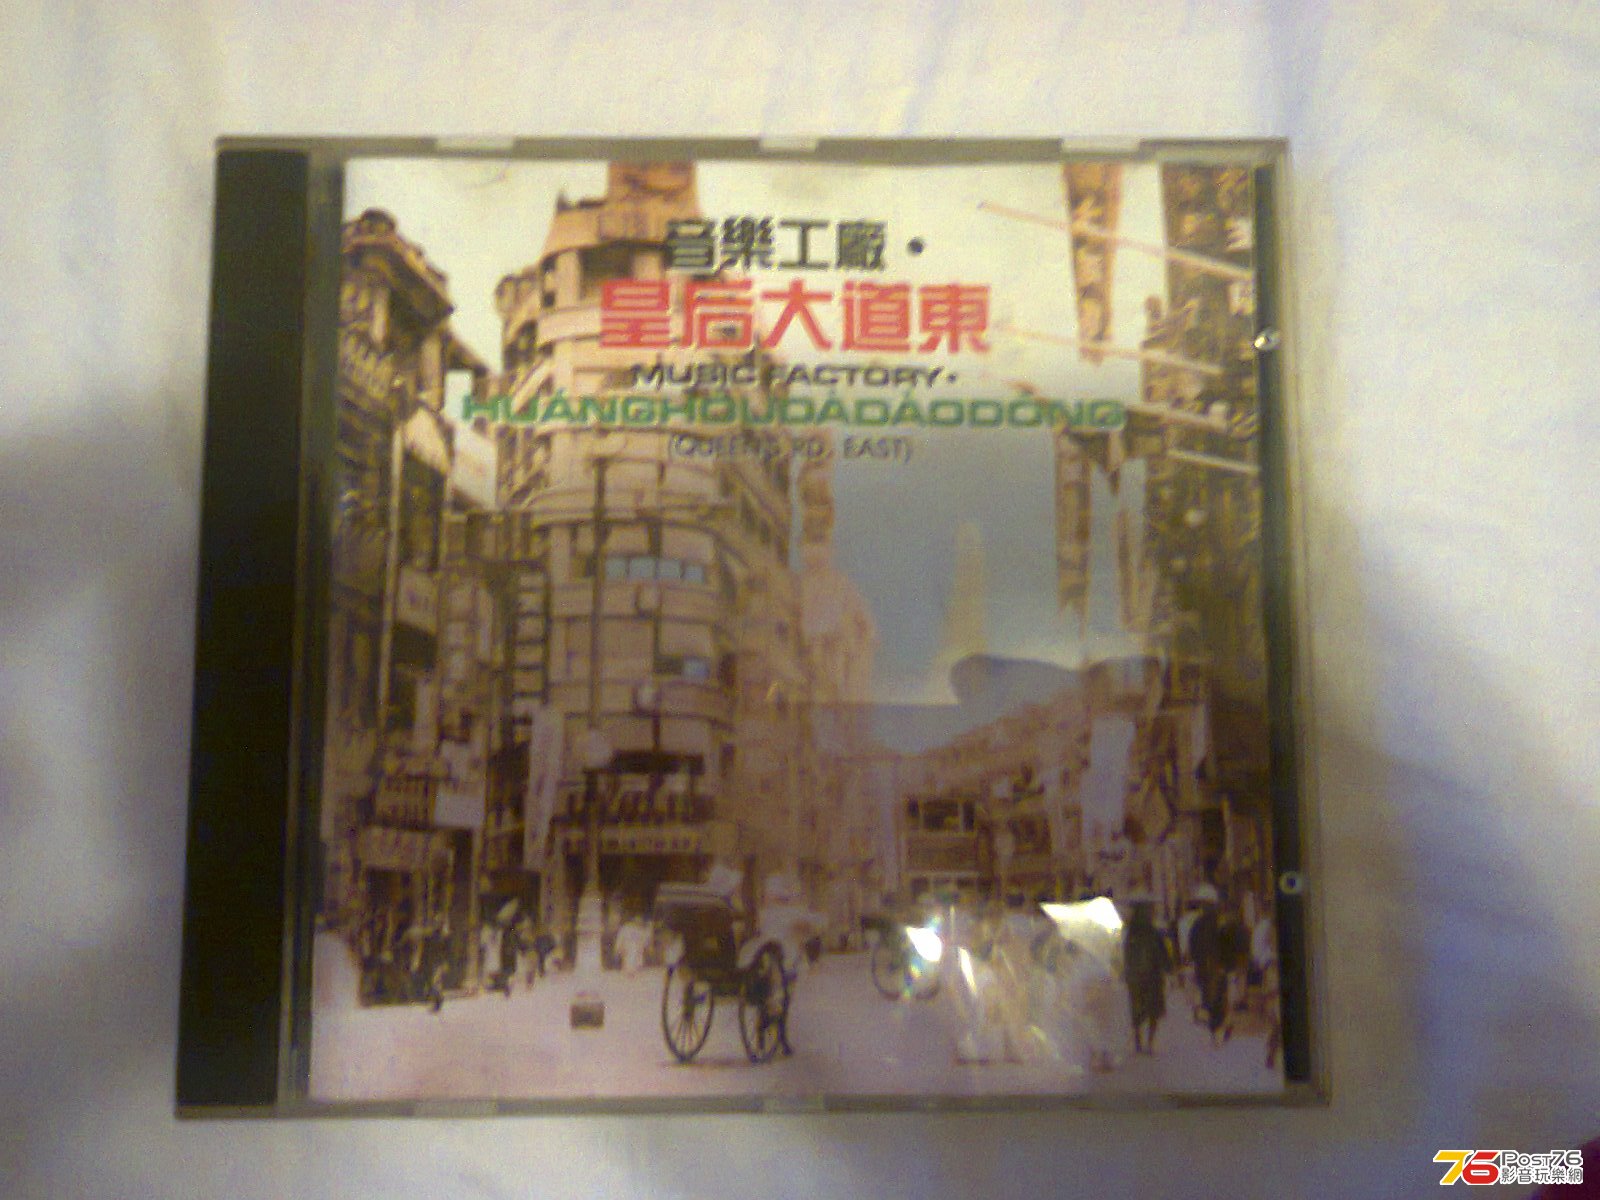 音樂工廠·
皇后大道東
MUSIC FACTORY·
HUÁNGHÒUDÀDÀODŌNG
(QUEEN'S RD. EAST)
76 POST76
影音玩樂網